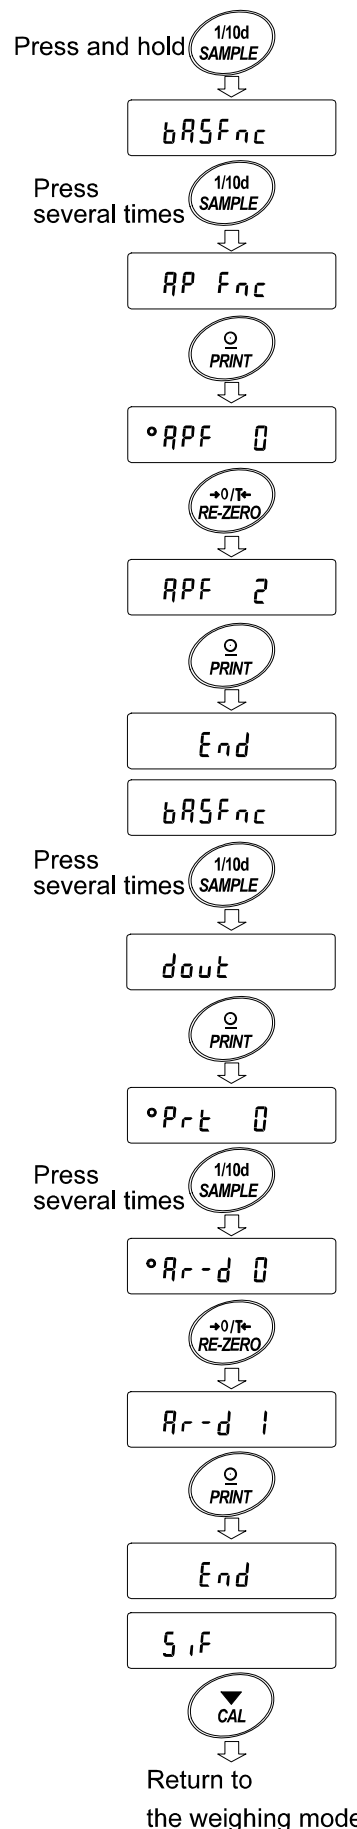 Press and hold
1/10d
SAMPLE
bASFnc
Press
several times
1/10d
SAMPLE
AP Fnc
PRINT
°APF 0
→0/T←
RE-ZERO
APF 2
PRINT
End
bASFnc
Press
several times
1/10d
SAMPLE
dout
PRINT
°Prt 0
Press
several times
1/10d
SAMPLE
°Ar-d 0
→0/T←
RE-ZERO
Ar-d 1
PRINT
End
SiF
CAL
Return to
the weighing mode